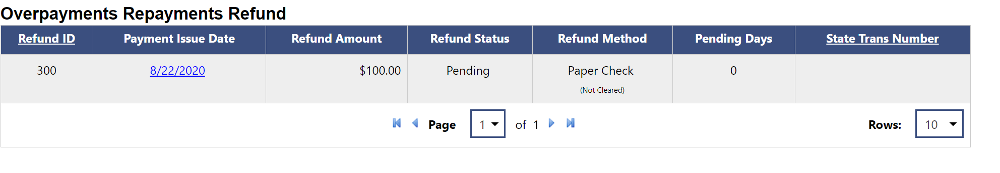 Overpayments Repayments Refund
Refund ID Payment Issue Date Refund Amount Refund Status Refund Method Pending Days State Trans Number
300 8/22/2020 $100.00 Pending Paper Check 0
(Not Cleared)
Page 1 of 1 Rows: 10